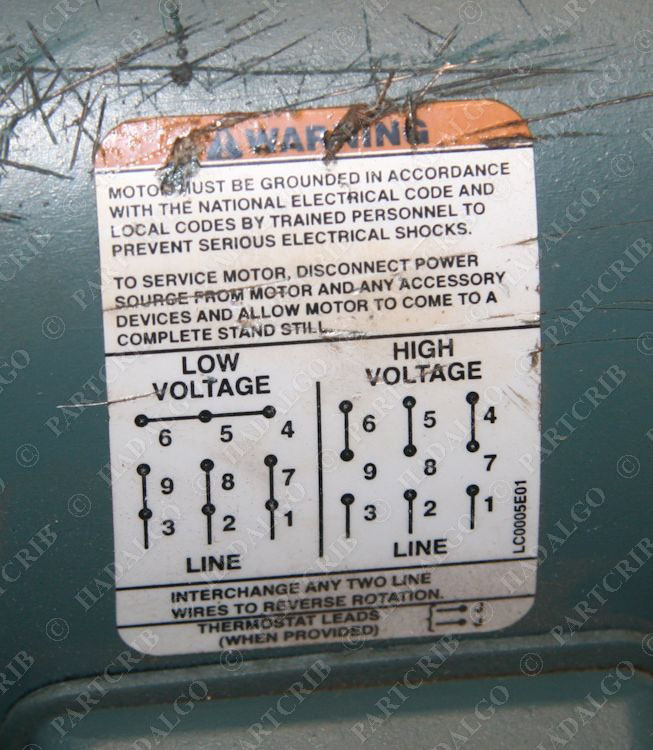 WARNING
MOTOR MUST BE GROUNDED IN ACCORDANCE
WITH THE NATIONAL ELECTRICAL CODE AND
LOCAL CODES BY TRAINED PERSONNEL TO
PREVENT SERIOUS ELECTRICAL SHOCKS.
TO SERVICE MOTOR, DISCONNECT POWER
SOURCE FROM MOTOR AND ANY ACCESSORY
DEVICES AND ALLOW MOTOR TO COME TO A
COMPLETE STAND STILL.
LOW
VOLTAGE
6 5 4
9 8 7
3 2 1
LINE
HIGH
VOLTAGE
6 5 4
9 8 7
3 2 1
LINE
LC0005E01
INTERCHANGE ANY TWO LINE
WIRES TO REVERSE ROTATION.
THERMOSTAT LEADS
(WHEN PROVIDED)
J
J
© PARTCRIB
© HADALGO